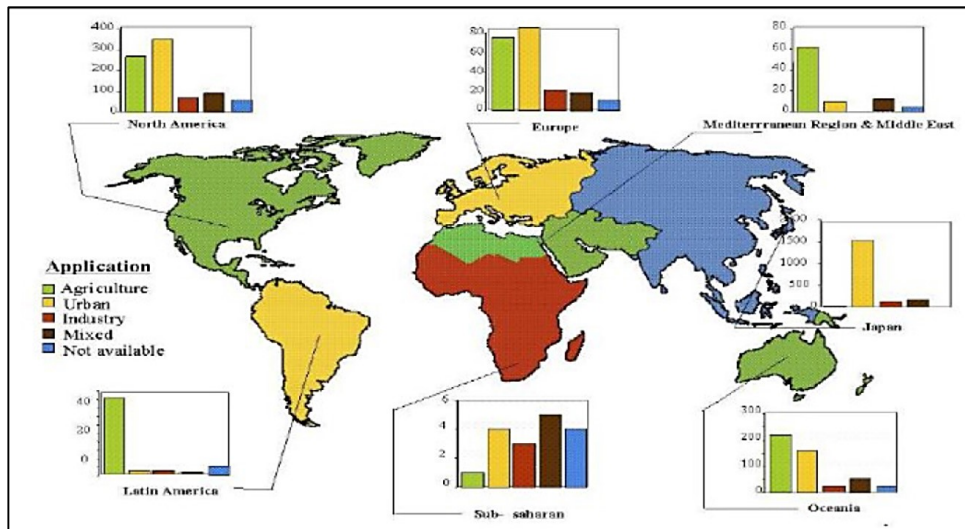 400
300
200
100
0
North America
80
60
40
20
0
Europe
80
60
40
20
0
Mediterrranean Region & Middle East
Application
Agriculture
Urban
Industry
Mixed
Not available
1500
1000
500
0
Japan
40
20
0
Latin America
6
4
2
Sub- saharan
300
200
100
0
Oceania